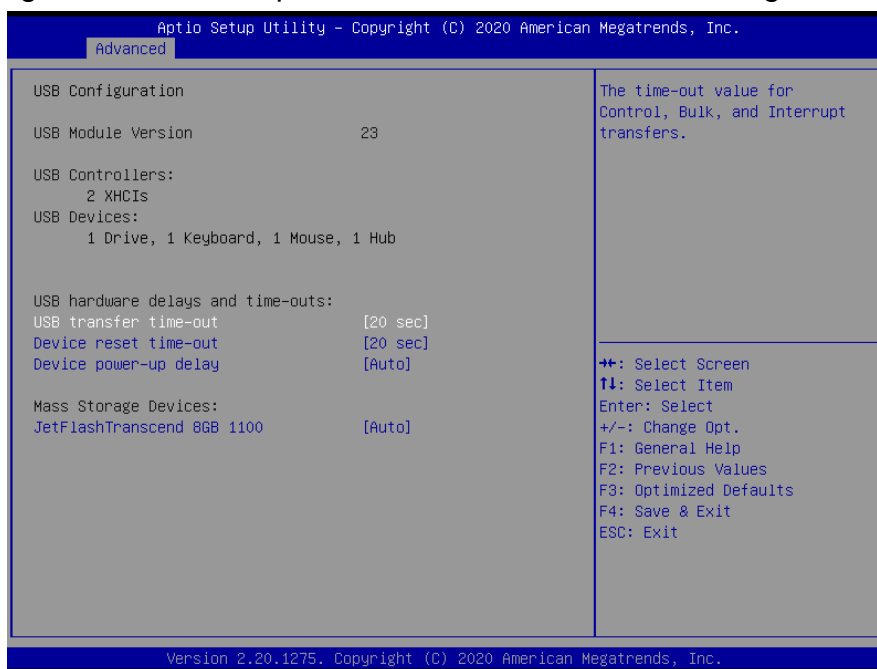 Aptio Setup Utility – Copyright (C) 2020 American Megatrends, Inc.
Advanced
USB Configuration
USB Module Version 23
USB Controllers:
2 XHCIs
USB Devices:
1 Drive, 1 Keyboard, 1 Mouse, 1 Hub
USB hardware delays and time-outs:
USB transfer time-out [20 sec]
Device reset time-out [20 sec]
Device power-up delay [Auto]
Mass Storage Devices:
JetFlashTranscend 8GB 1100 [Auto]
The time-out value for
Control, Bulk, and Interrupt
transfers.
→←: Select Screen
↑↓: Select Item
Enter: Select
+/-: Change Opt.
F1: General Help
F2: Previous Values
F3: Optimized Defaults
F4: Save & Exit
ESC: Exit
Version 2.20.1275. Copyright (C) 2020 American Megatrends, Inc.